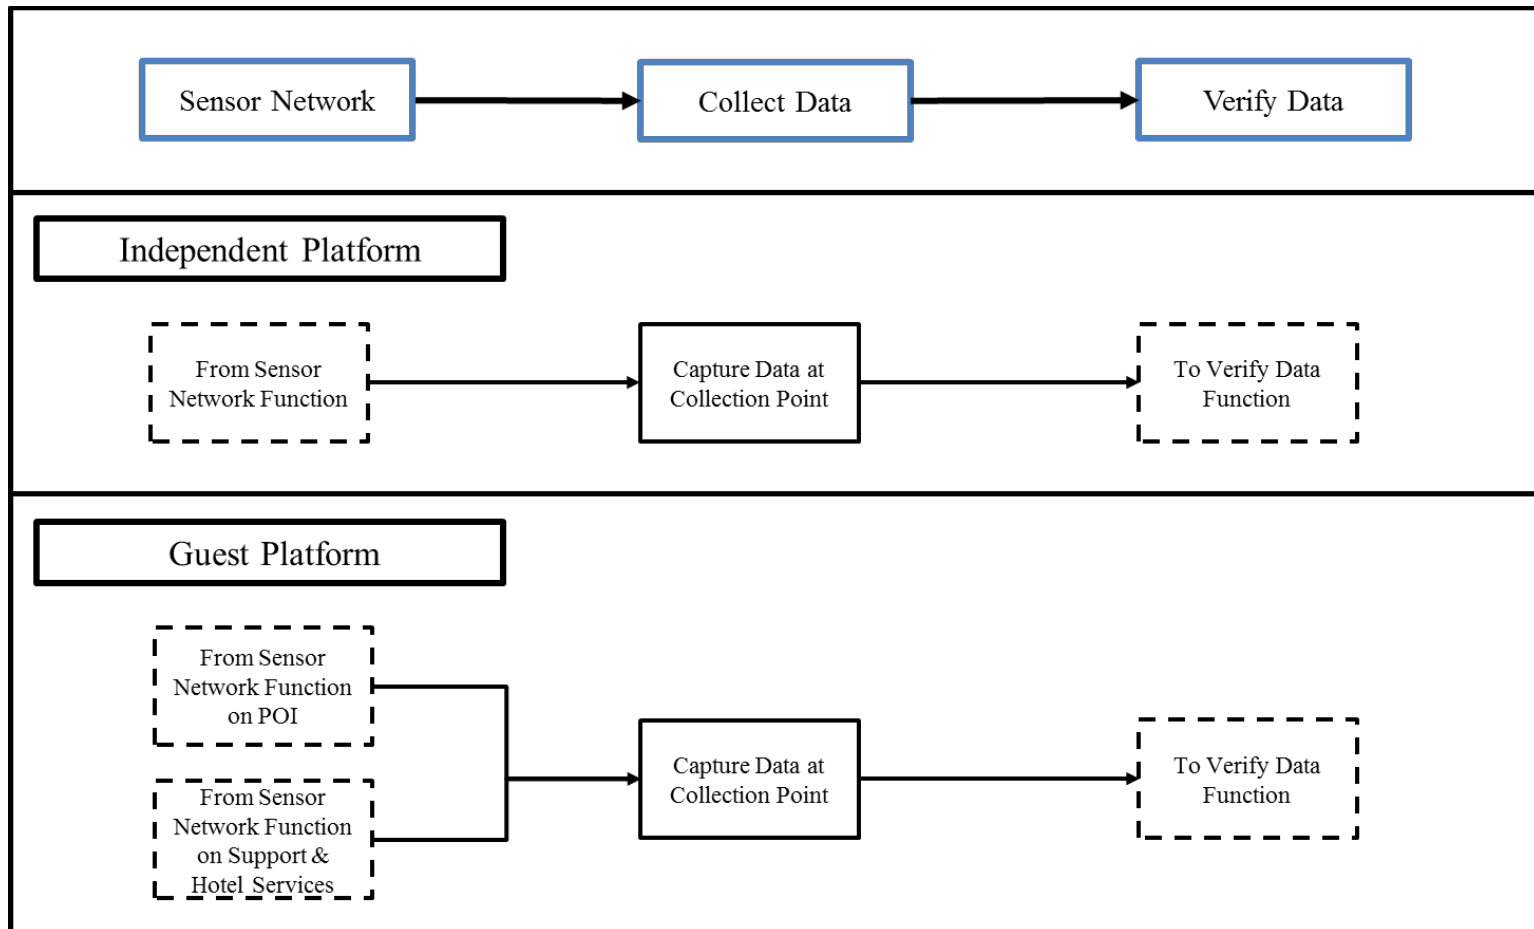 Sensor Network
Collect Data
Verify Data
Independent Platform
From Sensor
Network Function
Capture Data at
Collection Point
To Verify Data
Function
Guest Platform
From Sensor
Network Function
on POI
From Sensor
Network Function
on Support &
Hotel Services
Capture Data at
Collection Point
To Verify Data
Function